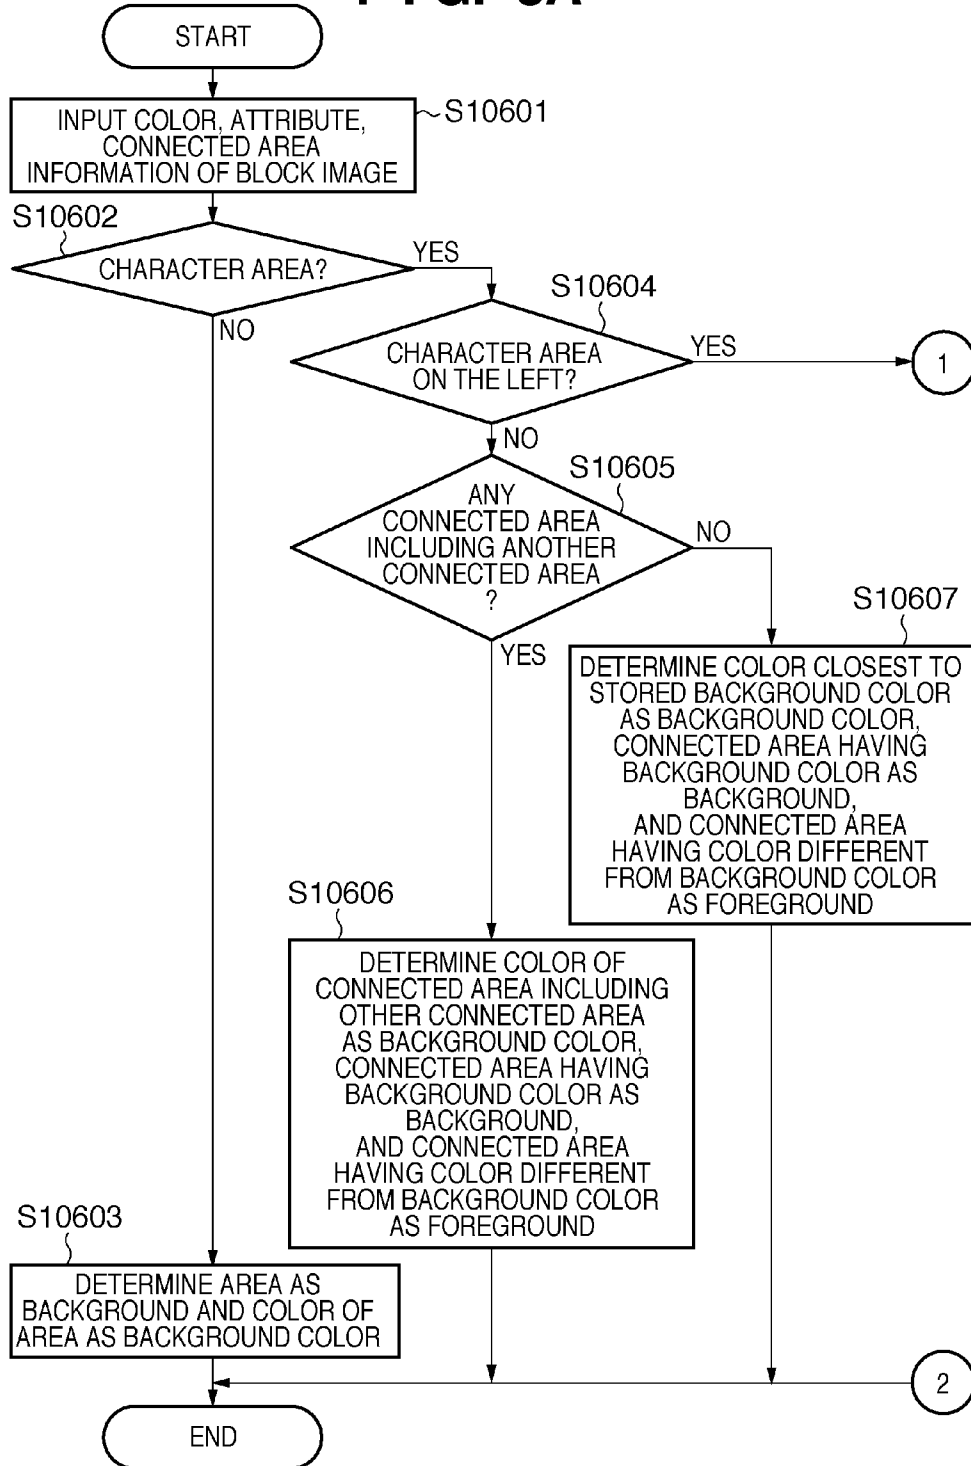 START
INPUT COLOR, ATTRIBUTE,
CONNECTED AREA
INFORMATION OF BLOCK IMAGE
S10601
S10602
CHARACTER AREA?
YES
NO
S10604
CHARACTER AREA
ON THE LEFT?
YES
1
NO
S10605
ANY
CONNECTED AREA
INCLUDING ANOTHER
CONNECTED AREA
?
NO
YES
S10607
DETERMINE COLOR CLOSEST TO
STORED BACKGROUND COLOR
AS BACKGROUND COLOR,
CONNECTED AREA HAVING
BACKGROUND COLOR AS
BACKGROUND,
AND CONNECTED AREA
HAVING COLOR DIFFERENT
FROM BACKGROUND COLOR
AS FOREGROUND
S10606
DETERMINE COLOR OF
CONNECTED AREA INCLUDING
OTHER CONNECTED AREA
AS BACKGROUND COLOR,
CONNECTED AREA HAVING
BACKGROUND COLOR AS
BACKGROUND,
AND CONNECTED AREA
HAVING COLOR DIFFERENT
FROM BACKGROUND COLOR
AS FOREGROUND
S10603
DETERMINE AREA AS
BACKGROUND AND COLOR OF
AREA AS BACKGROUND COLOR
2
END